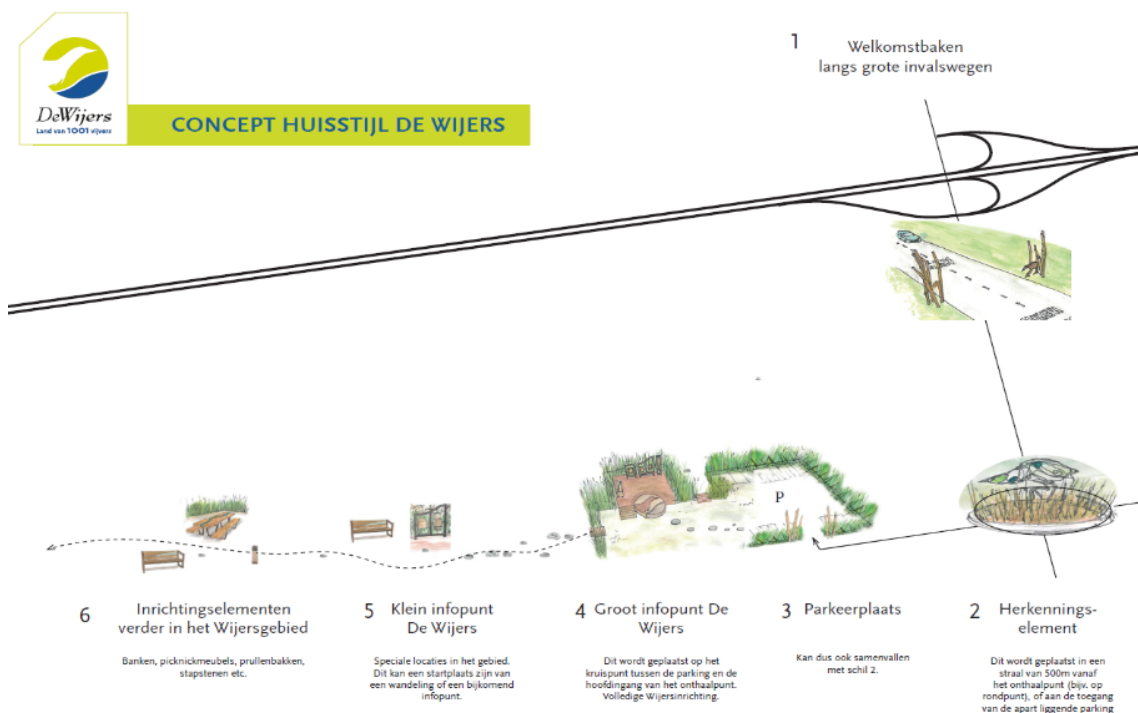 DeWijers
Land van 1001 vijvers
CONCEPT HUISSTIJL DE WIJERS
1
Welkomstbaken
langs grote invalswegen
P
6
Inrichtingselementen
verder in het Wijersgebied
Banken, picknickmeubels, prullenbakken,
stapstenen etc.
5
Klein infopunt
De Wijers
Speciale locaties in het gebied.
Dit kan een startplaats zijn van
een wandeling of een bijkomend
infopunt.
4
Groot infopunt De
Wijers
Dit wordt geplaatst op het
kruispunt tussen de parking en de
hoofdingang van het onthaalpunt.
Volledige Wijersinrichting.
3
Parkeerplaats
Kan dus ook samenvallen
met schil 2.
2
Herkennings-
element
Dit wordt geplaatst in een
straal van 500m vanaf
het onthaalpunt (bijv. op
rondpunt), of aan de toegang
van de apart liggende parking